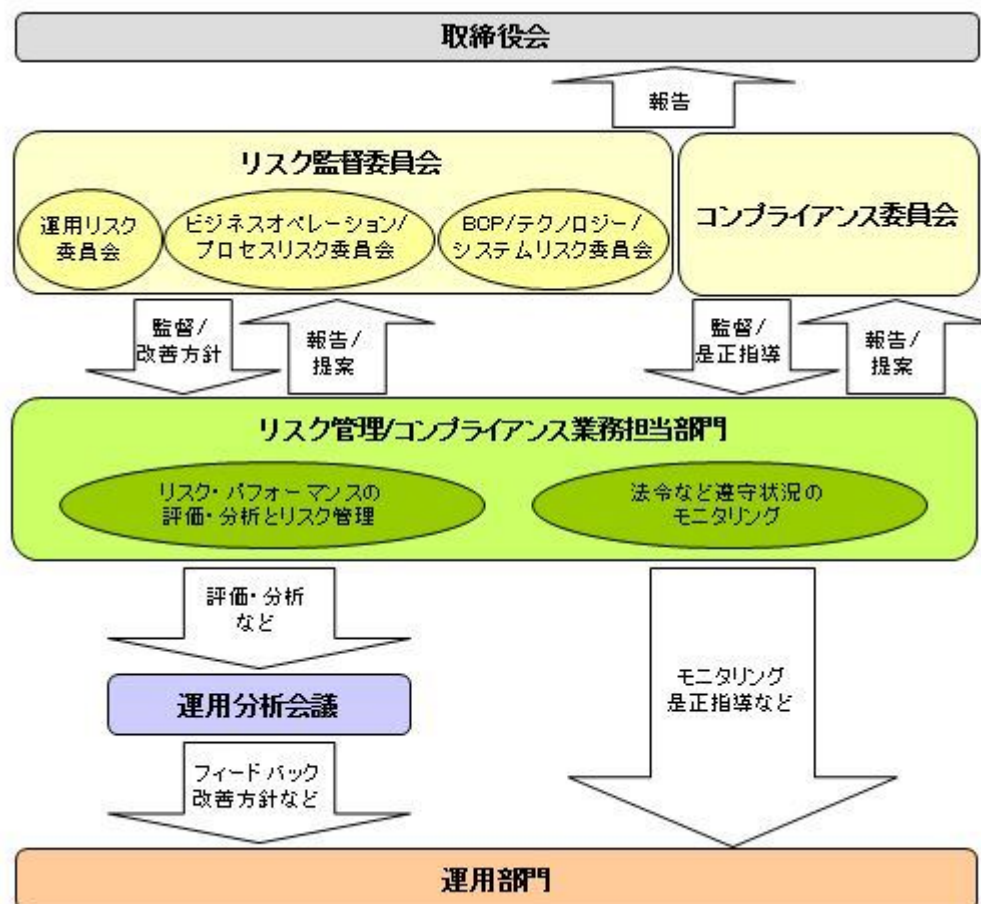 取締役会
報告
リスク監督委員会
運用リスク
委員会
ビジネスオペレーション/
プロセスリスク委員会
BCP/テクノロジー/
システムリスク委員会
コンプライアンス委員会
監督/
改善方針
報告/
提案
監督/
是正指導
報告/
提案
リスク管理/コンプライアンス業務担当部門
リスク・パフォーマンスの
評価・分析とリスク管理
法令など遵守状況の
モニタリング
評価・分析
など
運用分析会議
モニタリング
是正指導など
フィードバック
改善方針など
運用部門